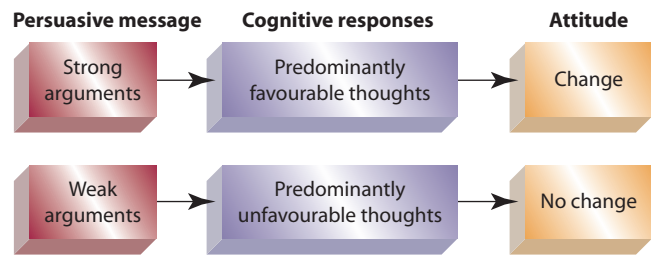 Persuasive message Cognitive responses Attitude
Strong
arguments
Predominantly
favourable thoughts
Change
Weak
arguments
Predominantly
unfavourable thoughts
No change